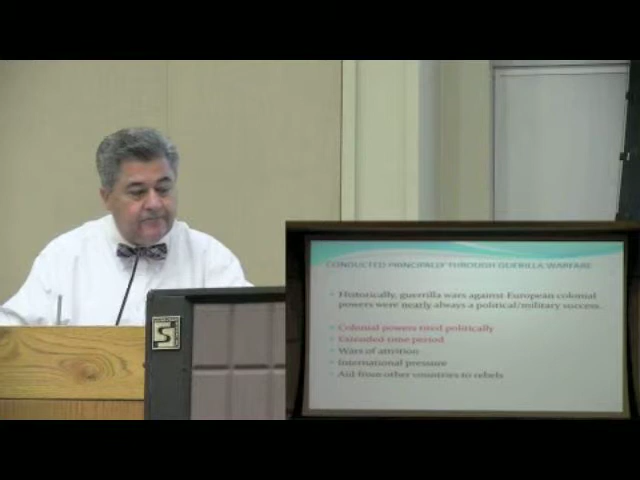 CONDUCTED PRINCIPALLY THROUGH GUERILLA WARFARE
Historically, guerrilla wars against European colonial
powers were nearly always a political/military success.
Colonial powers tired politically
Extended time period
Wars of attrition
International pressure
Aid from other countries to rebels